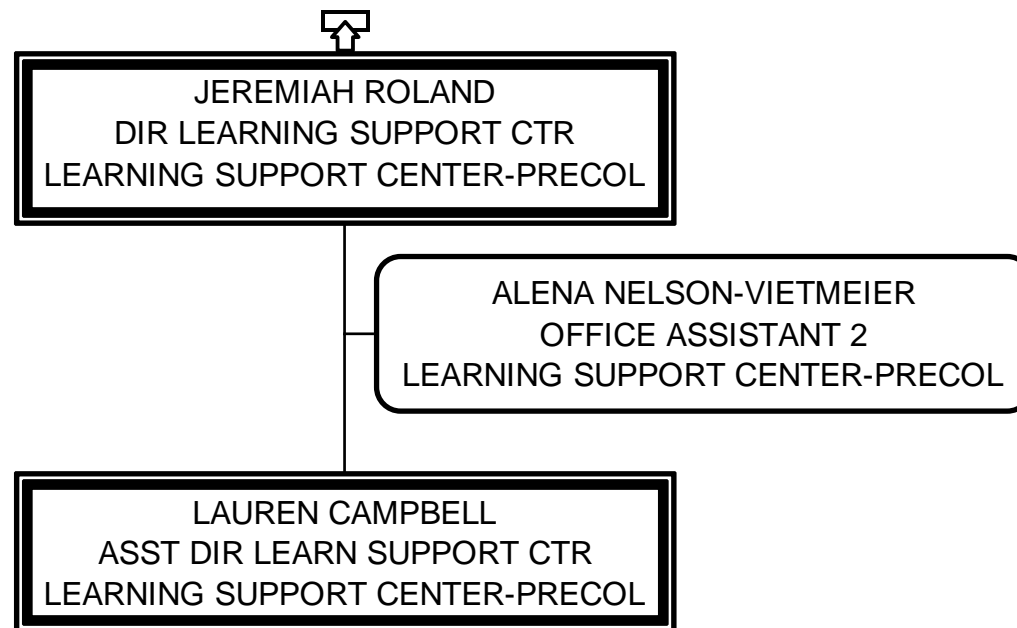 JEREMIAH ROLAND
DIR LEARNING SUPPORT CTR
LEARNING SUPPORT CENTER-PRECOL
ALENA NELSON-VIETMEIER
OFFICE ASSISTANT 2
LEARNING SUPPORT CENTER-PRECOL
LAUREN CAMPBELL
ASST DIR LEARN SUPPORT CTR
LEARNING SUPPORT CENTER-PRECOL